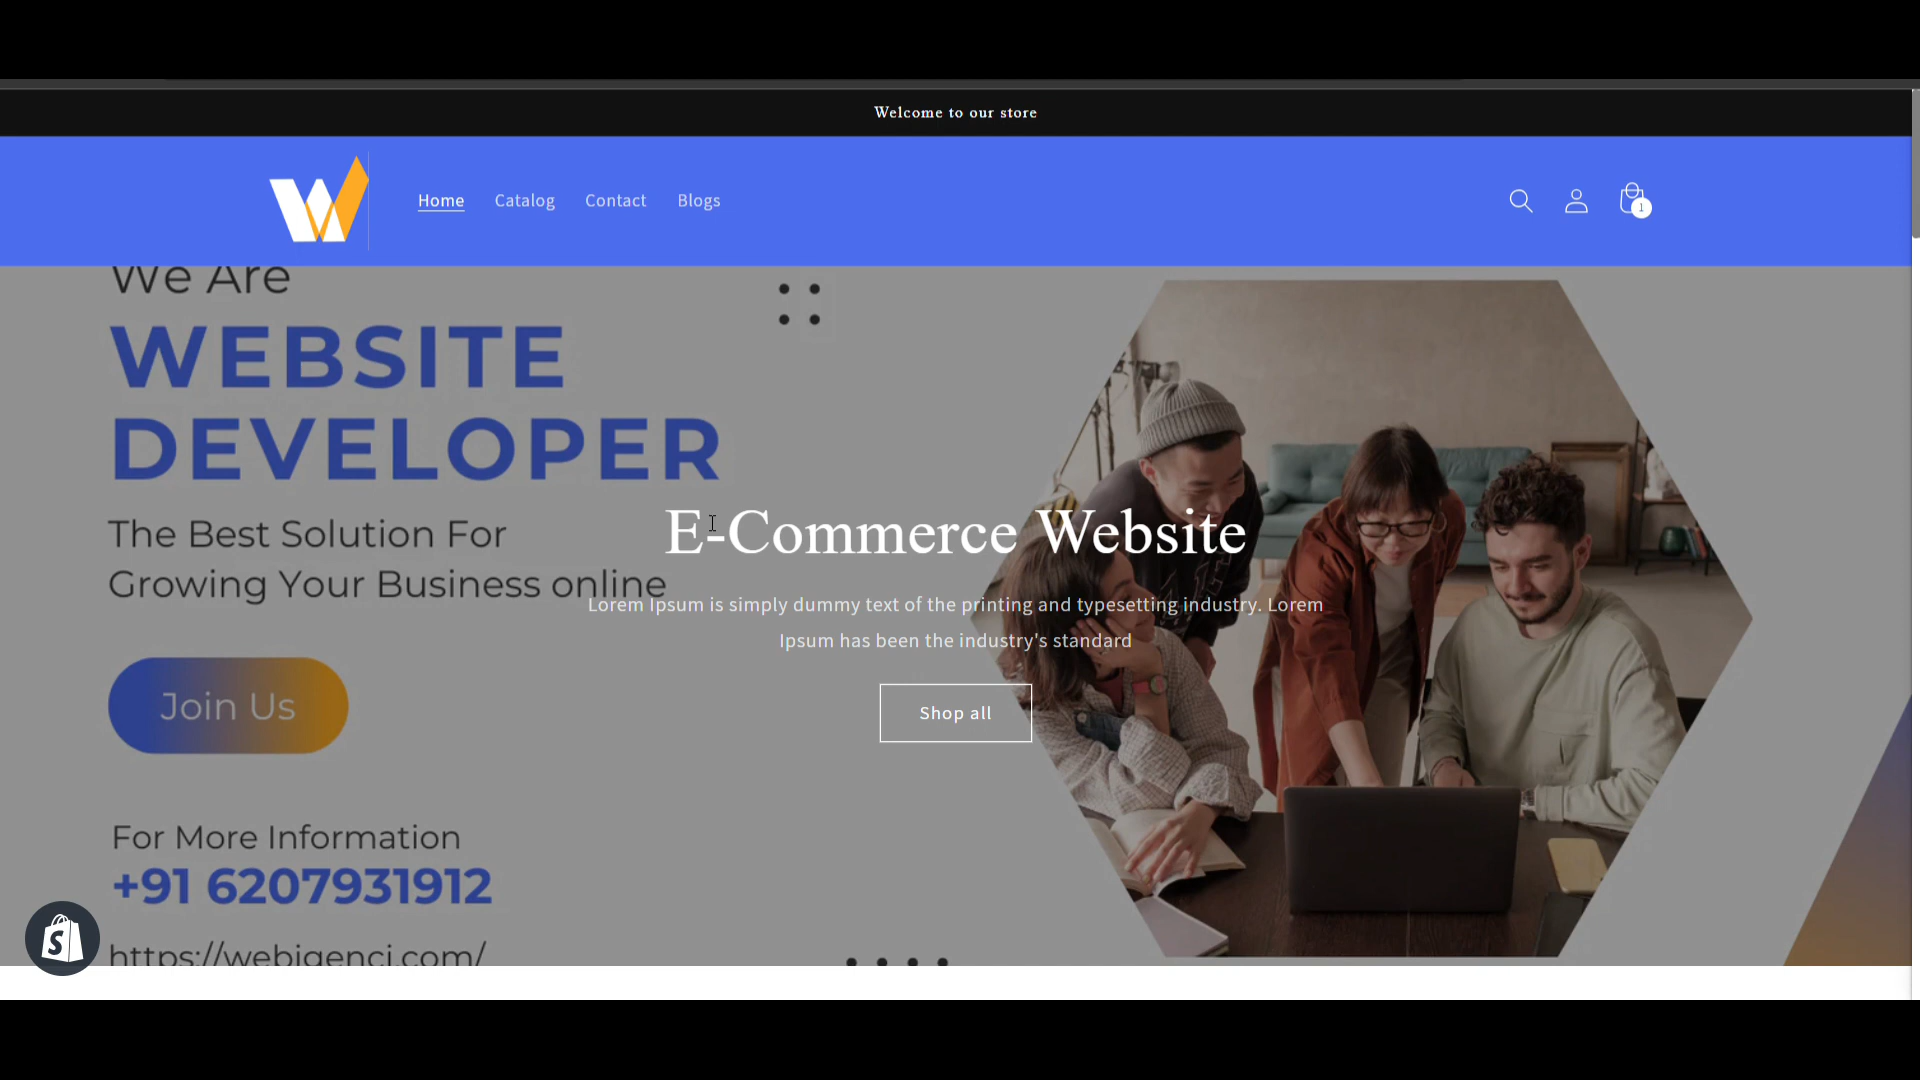 Welcome to our store
Home Catalog Contact Blogs
1
We Are
WEBSITE
DEVELOPER
The Best Solution For
Growing Your Business online
Join Us
For More Information
+91 6207931912
https://webigenci.com/
E-Commerce Website
Lorem Ipsum is simply dummy text of the printing and typesetting industry. Lorem
Ipsum has been the industry's standard
Shop all